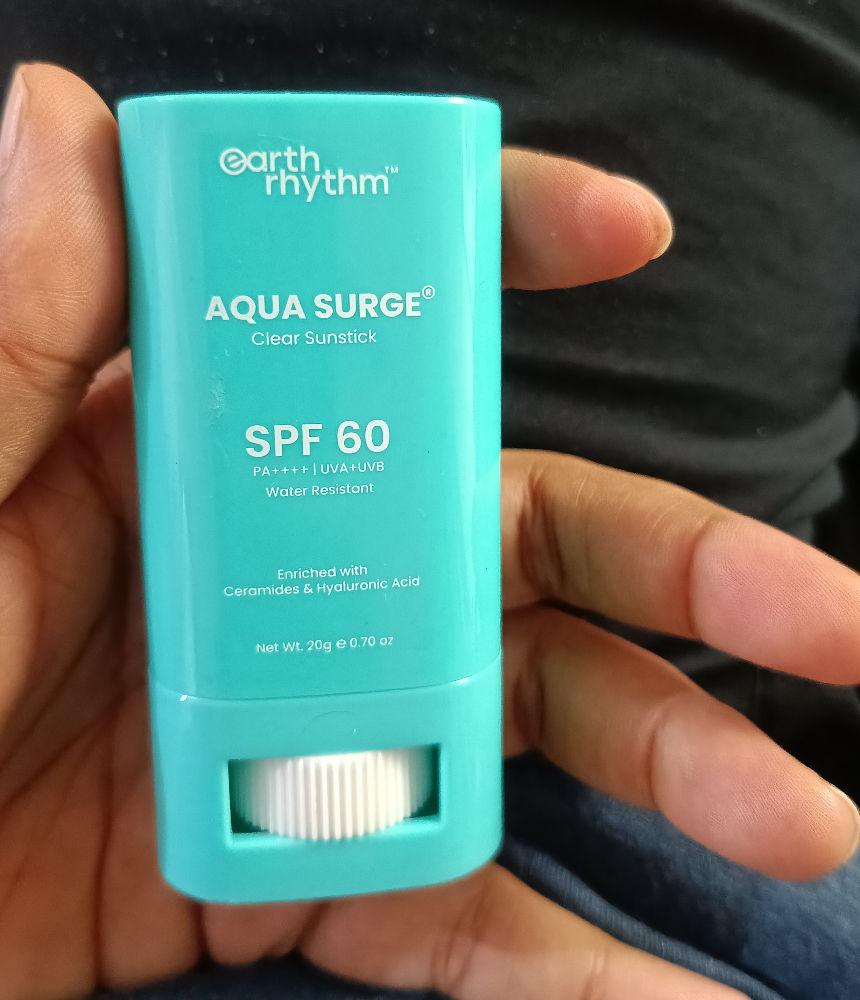 earth
rhythm™
AQUA SURGE®
Clear Sunstick
SPF 60
PA++++ | UVA+UVB
Water Resistant
Enriched with
Ceramides & Hyaluronic Acid
Net Wt. 20g ℮ 0.70 oz